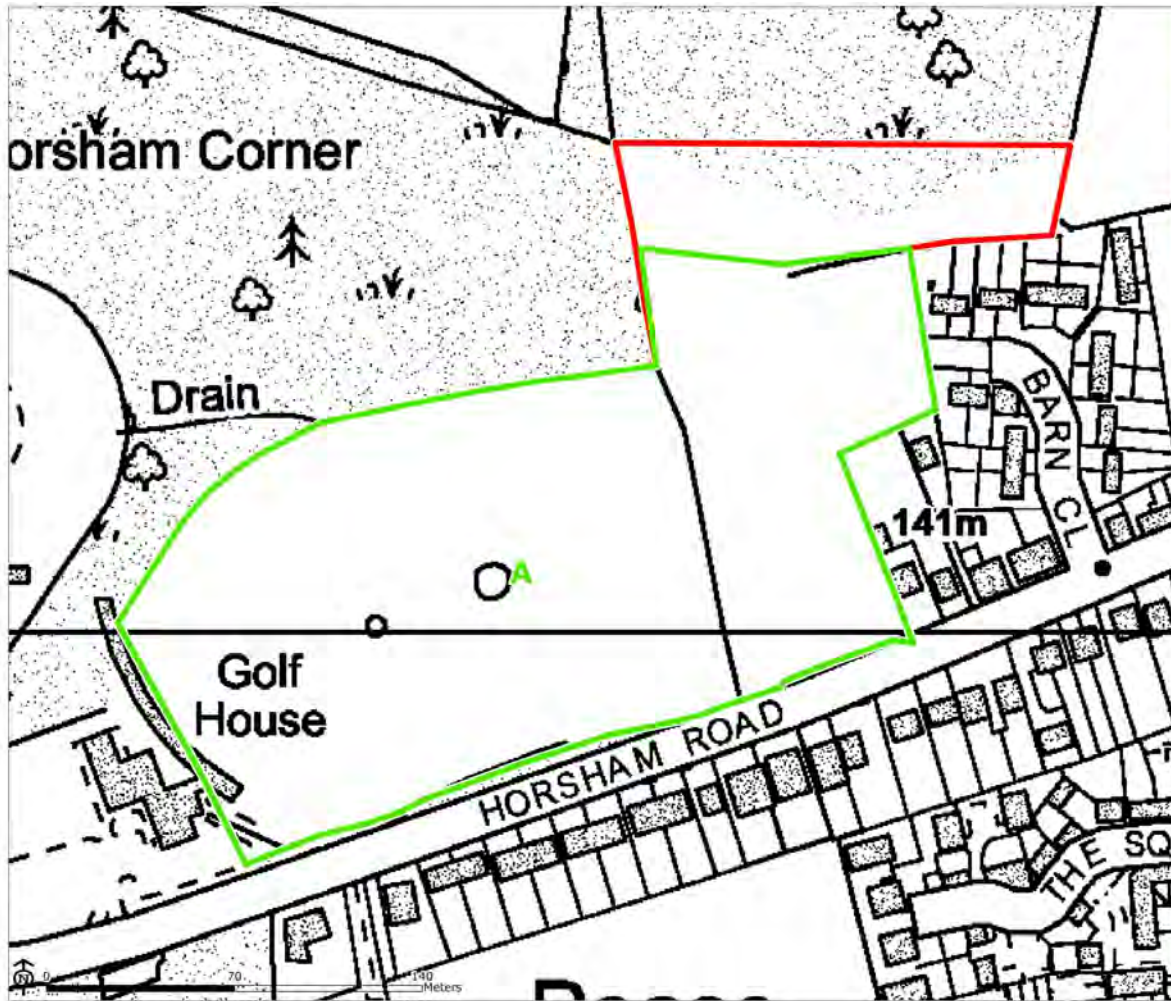 orsham Corner
Drain
BARN CL
141m
A
Golf
House
HORSHAM ROAD
THE SQ
0 70 140
Meters